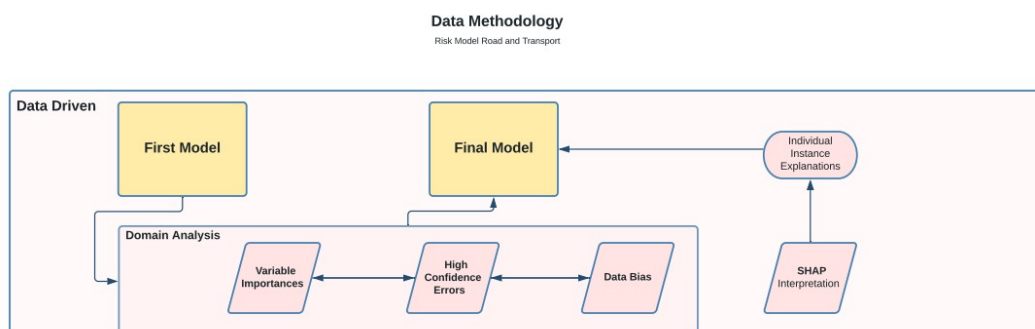 Data Methodology
Risk Model Road and Transport
Data Driven
First Model
Final Model
Individual
Instance
Explanations
Domain Analysis
Variable
Importances
High
Confidence
Errors
Data Bias
SHAP
Interpretation